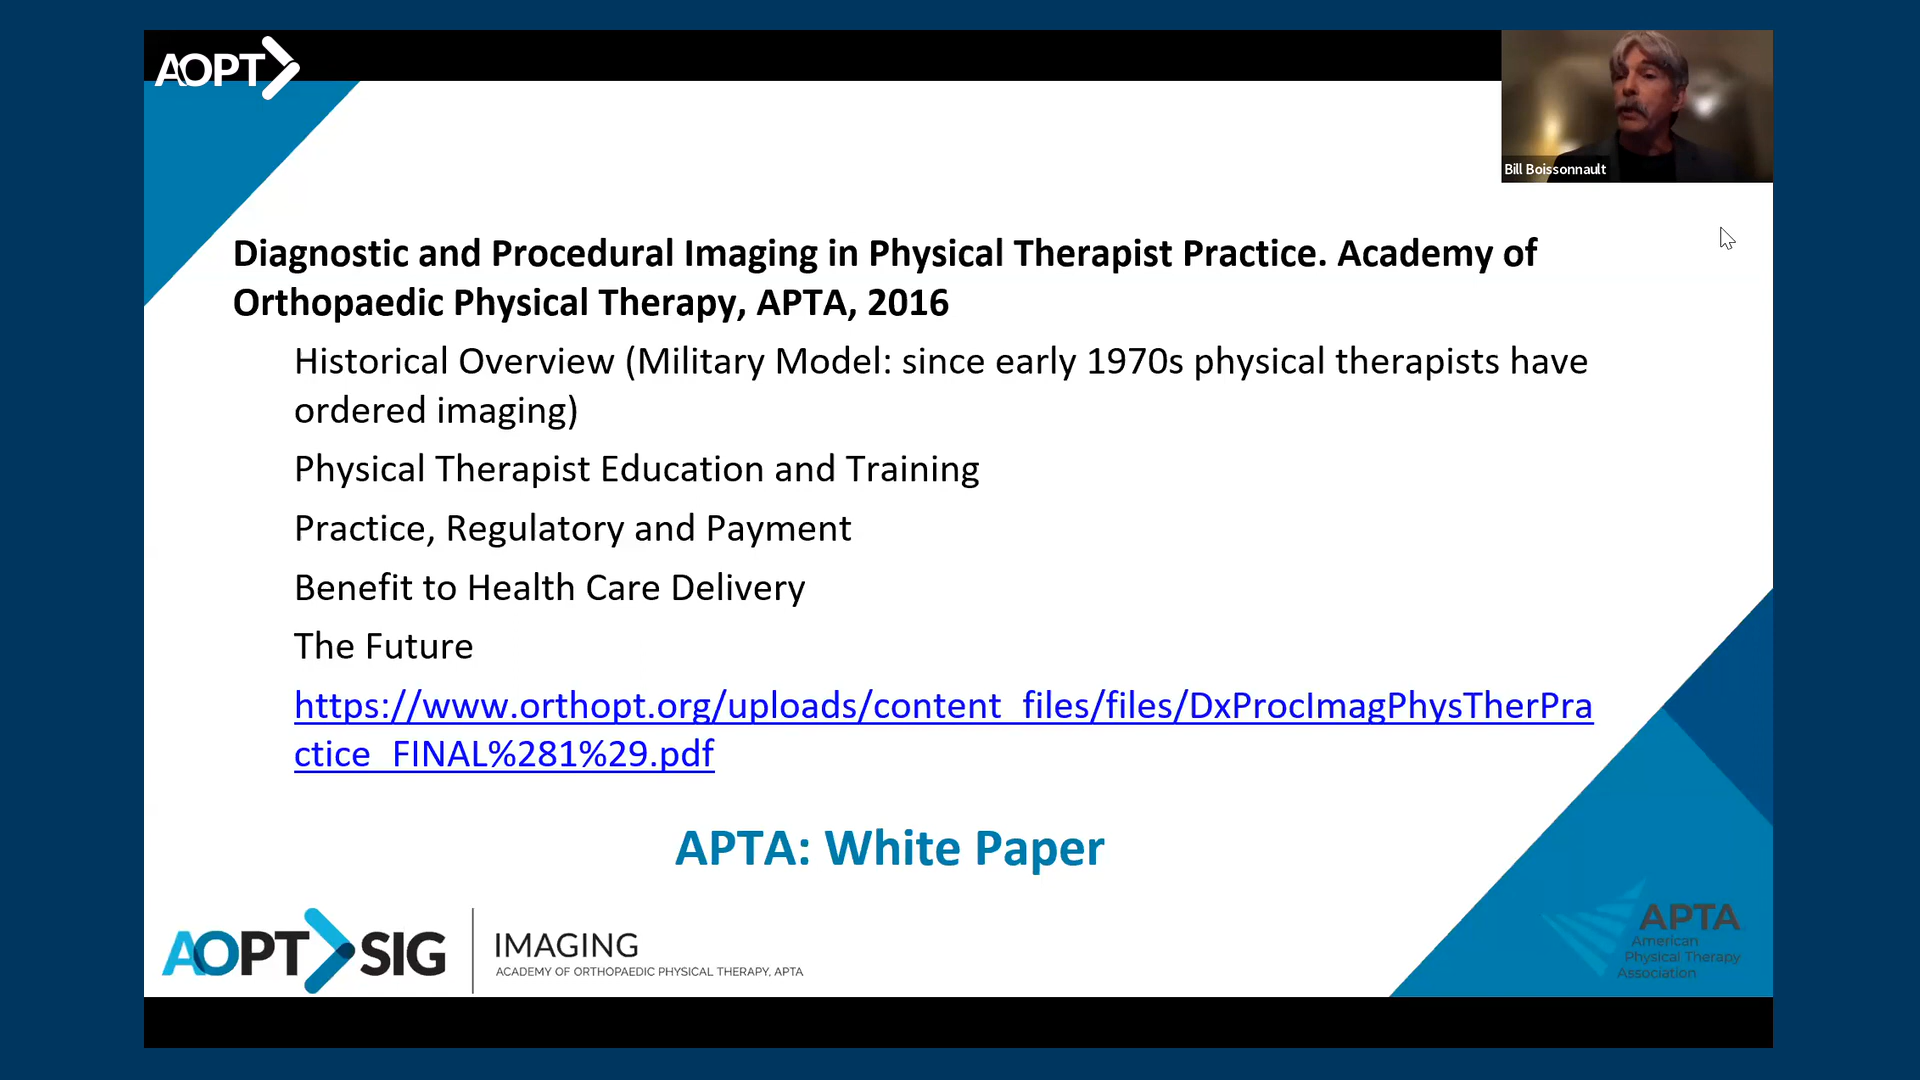 AOPT
Bill Boissonnault
Diagnostic and Procedural Imaging in Physical Therapist Practice. Academy of
Orthopaedic Physical Therapy, APTA, 2016
Historical Overview (Military Model: since early 1970s physical therapists have
ordered imaging)
Physical Therapist Education and Training
Practice, Regulatory and Payment
Benefit to Health Care Delivery
The Future
https://www.orthopt.org/uploads/content_files/files/DxProcImagPhysTherPra
ctice_FINAL%281%29.pdf
APTA: White Paper
AOPT SIG
IMAGING
ACADEMY OF ORTHOPAEDIC PHYSICAL THERAPY, APTA
APTA
American
Physical Therapy
Association